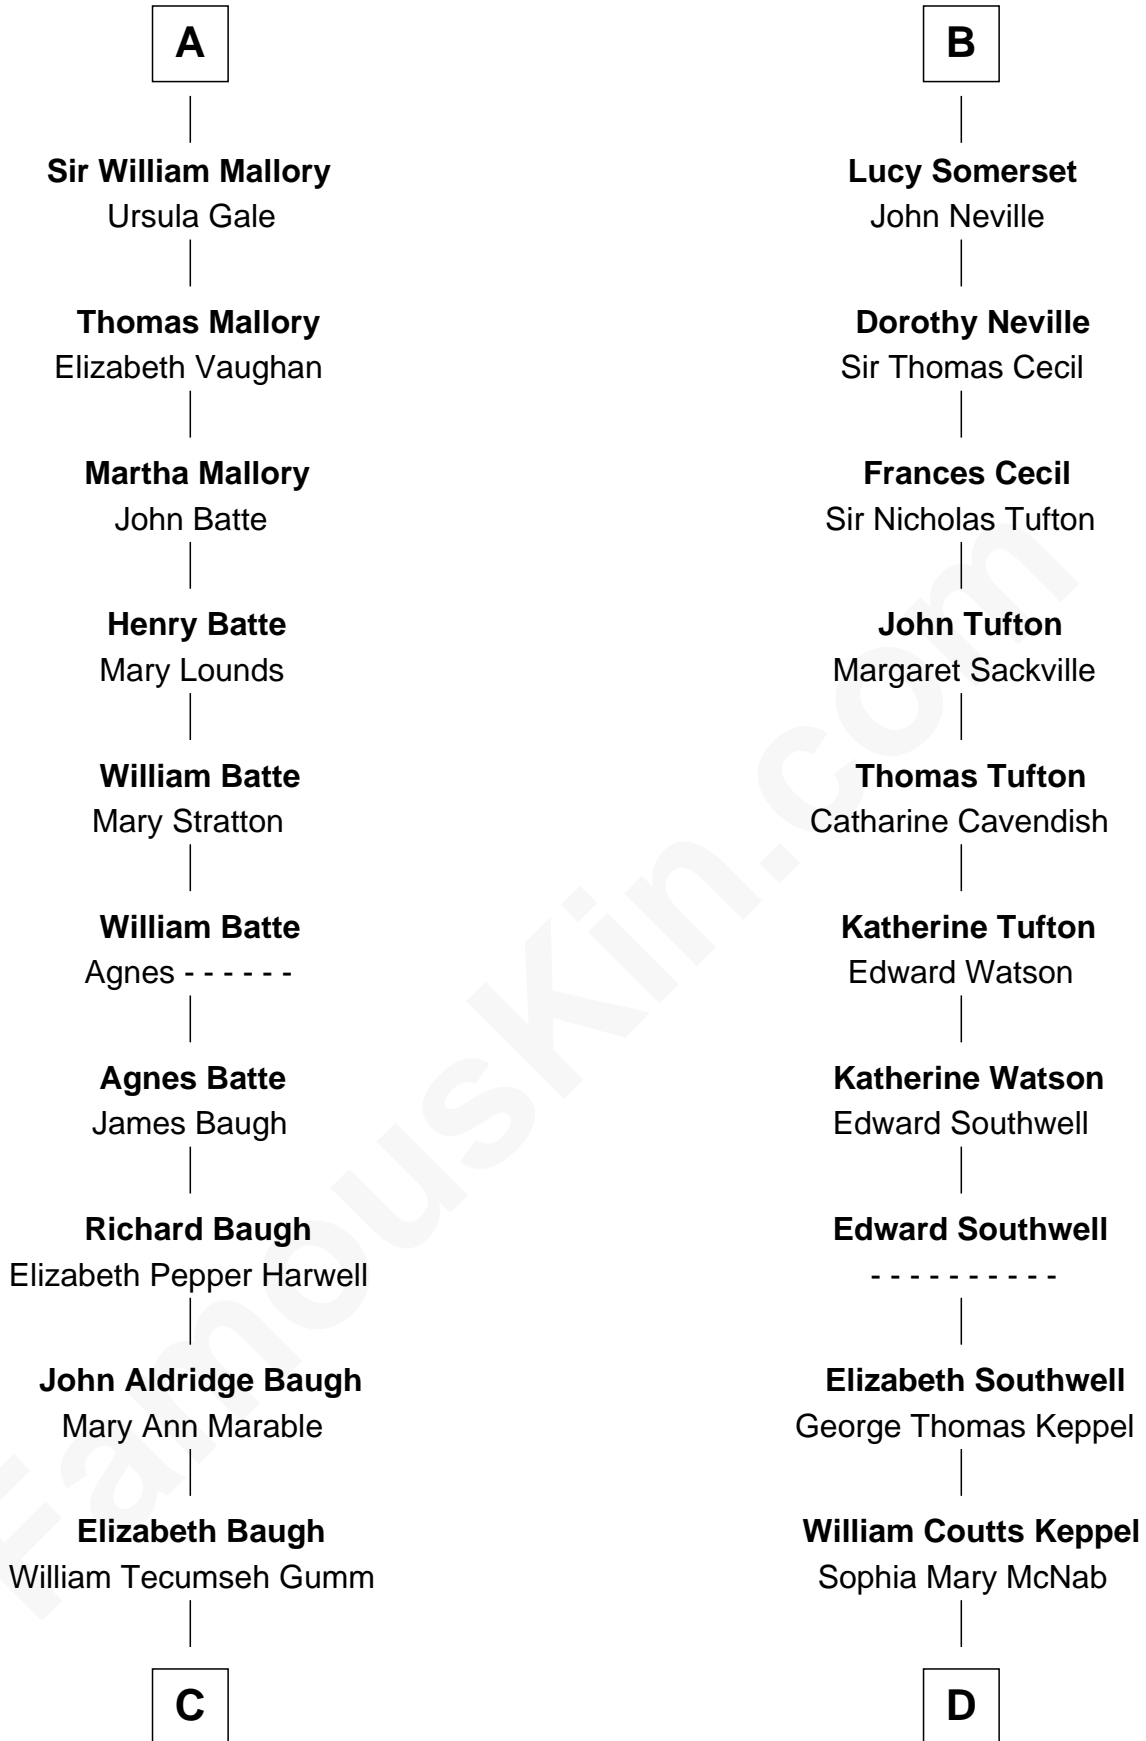 A
Sir William Mallory
Ursula Gale
Thomas Mallory
Elizabeth Vaughan
Martha Mallory
John Batte
Henry Batte
Mary Lounds
William Batte
Mary Stratton
William Batte
Agnes - - - - - -
Agnes Batte
James Baugh
Richard Baugh
Elizabeth Pepper Harwell
John Aldridge Baugh
Mary Ann Marable
Elizabeth Baugh
William Tecumseh Gumm
C
B
Lucy Somerset
John Neville
Dorothy Neville
Sir Thomas Cecil
Frances Cecil
Sir Nicholas Tufton
John Tufton
Margaret Sackville
Thomas Tufton
Catharine Cavendish
Katherine Tufton
Edward Watson
Katherine Watson
Edward Southwell
Edward Southwell
- - - - - - - - - -
Elizabeth Southwell
George Thomas Keppel
William Coutts Keppel
Sophia Mary McNab
D
FamousKin.com